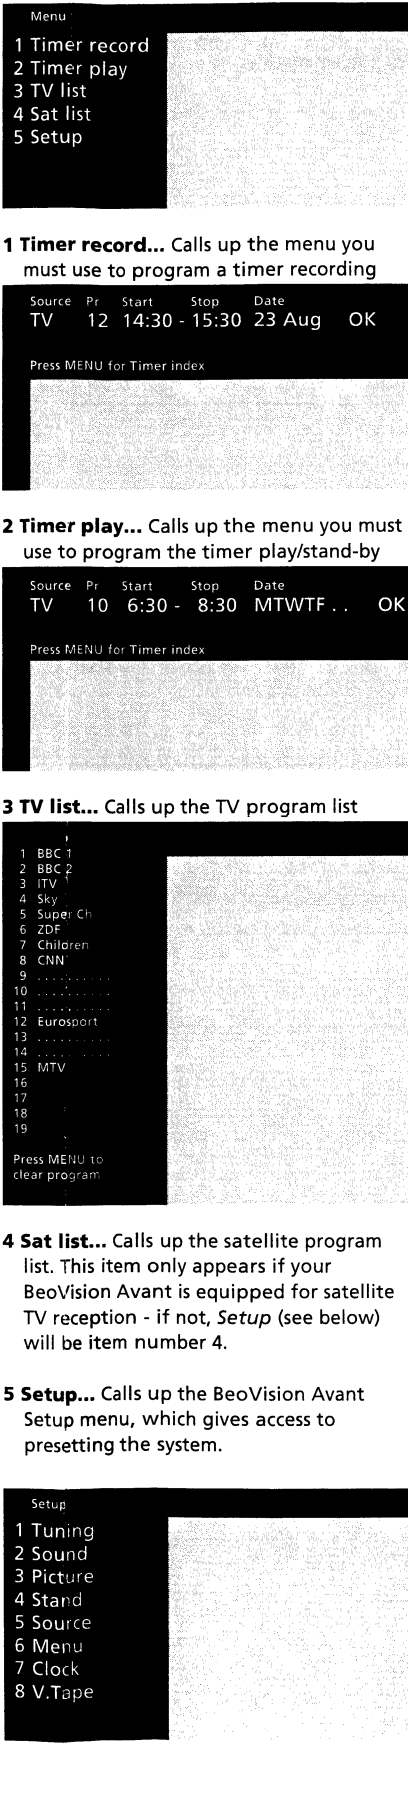 Menu
1 Timer record
2 Timer play
3 TV list
4 Sat list
5 Setup
1 Timer record... Calls up the menu you
must use to program a timer recording
Source Pr Start Stop Date
TV 12 14:30 - 15:30 23 Aug OK
Press MENU for Timer index
2 Timer play... Calls up the menu you must
use to program the timer play/stand-by
Source Pr Start Stop Date
TV 10 6:30 - 8:30 MTWTF . . OK
Press MENU for Timer index
3 TV list... Calls up the TV program list
1 BBC 1
2 BBC 2
3 ITV
4 Sky
5 Super Ch
6 ZDF
7 Children
8 CNN
9 ..........
10 ..........
11 ..........
12 Eurosport
13 ..........
14 ..........
15 MTV
16
17
18
19
Press MENU to
clear program
4 Sat list... Calls up the satellite program
list. This item only appears if your
BeoVision Avant is equipped for satellite
TV reception - if not, Setup (see below)
will be item number 4.
5 Setup... Calls up the BeoVision Avant
Setup menu, which gives access to
presetting the system.
Setup
1 Tuning
2 Sound
3 Picture
4 Stand
5 Source
6 Menu
7 Clock
8 V.Tape